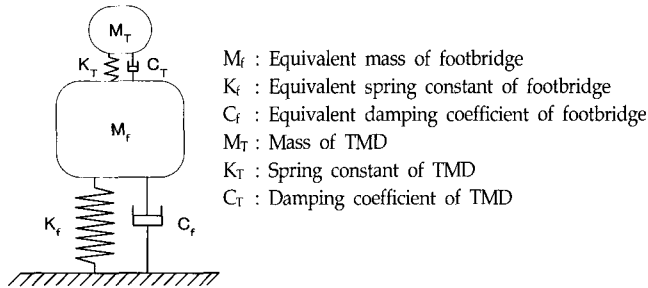 M_T
K_T
C_T
M_f
K_f
C_f
M_f : Equivalent mass of footbridge
K_f : Equivalent spring constant of footbridge
C_f : Equivalent damping coefficient of footbridge
M_T : Mass of TMD
K_T : Spring constant of TMD
C_T : Damping coefficient of TMD